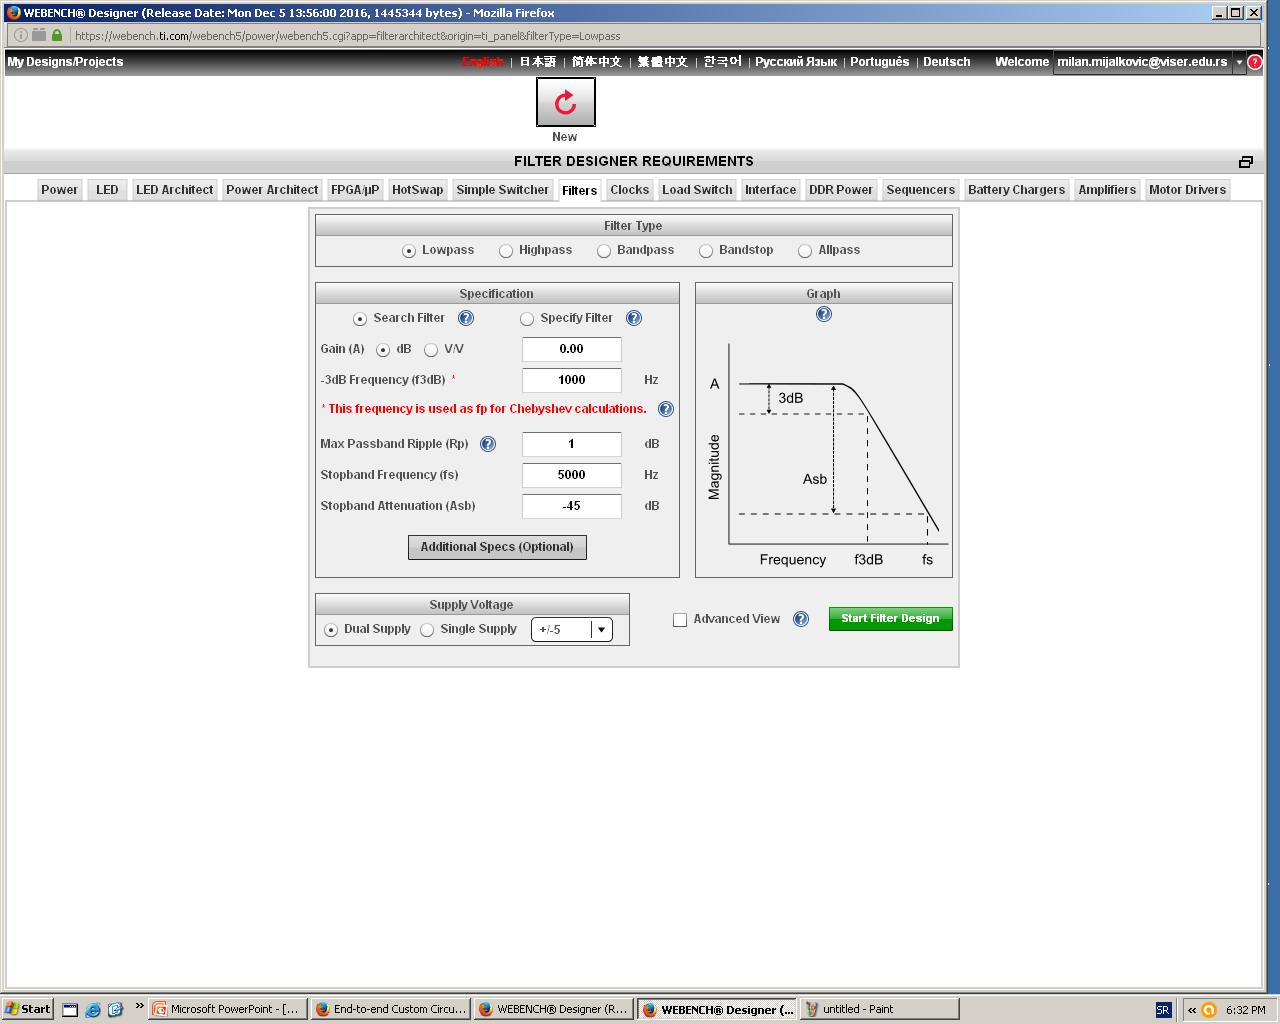 WEBENCH® Designer (Release Date: Mon Dec 5 13:56:00 2016, 1445344 bytes) - Mozilla Firefox
https://webench.ti.com/webench5/power/webench5.cgi?app=filterarchitect&origin=ti_panel&filterType=Lowpass
My Designs/Projects English | 日本語 | 简体中文 | 繁體中文 | 한국어 | Русский Язык | Português | Deutsch Welcome milan.mijalkovic@viser.edu.rs ?
New
FILTER DESIGNER REQUIREMENTS
Power LED LED Architect Power Architect FPGA/µP HotSwap Simple Switcher Filters Clocks Load Switch Interface DDR Power Sequencers Battery Chargers Amplifiers Motor Drivers
Filter Type
Lowpass Highpass Bandpass Bandstop Allpass
Specification
Search Filter ? Specify Filter ?
Gain (A) dB V/V 0.00
-3dB Frequency (f3dB) * 1000 Hz
* This frequency is used as fp for Chebyshev calculations. ?
Max Passband Ripple (Rp) ? 1 dB
Stopband Frequency (fs) 5000 Hz
Stopband Attenuation (Asb) -45 dB
Additional Specs (Optional)
Graph
?
A
3dB
Magnitude
Asb
Frequency f3dB fs
Supply Voltage
Dual Supply Single Supply +/-5
Advanced View ? Start Filter Design
Start » Microsoft PowerPoint - [... End-to-end Custom Circu... WEBENCH® Designer (R... WEBENCH® Designer (... untitled - Paint SR « 6:32 PM